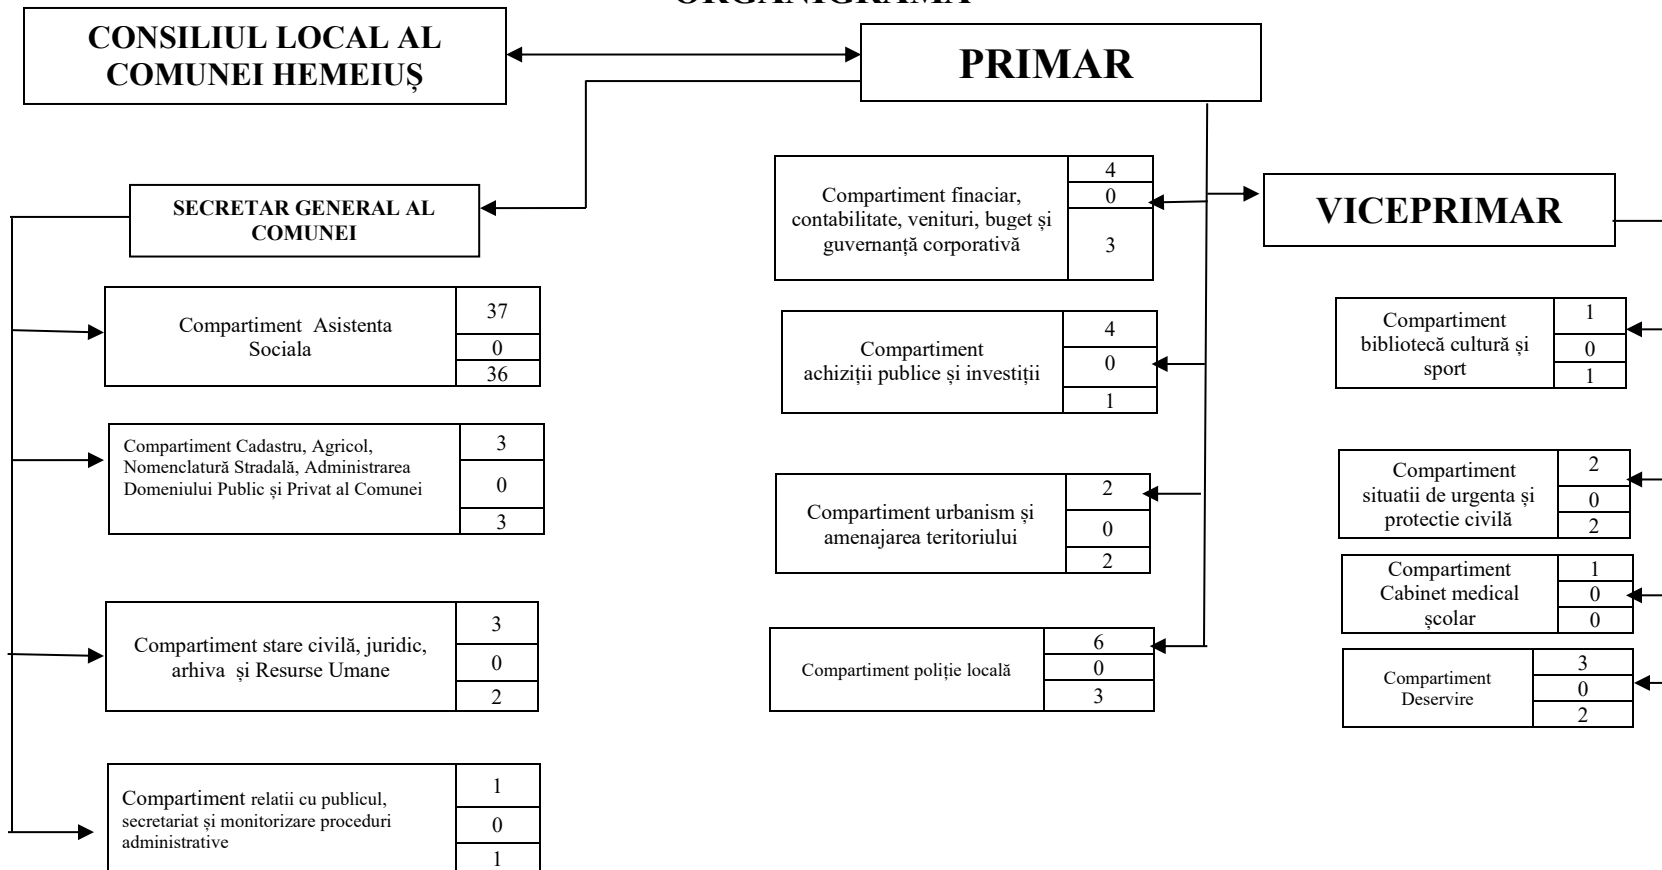 ORGANIGRAMA
CONSILIUL LOCAL AL
COMUNEI HEMEIUȘ
PRIMAR
SECRETAR GENERAL AL
COMUNEI
VICEPRIMAR
Compartiment Asistenta
Sociala
37
0
36
Compartiment Cadastru, Agricol,
Nomenclatură Stradală, Administrarea
Domeniului Public și Privat al Comunei
3
0
3
Compartiment stare civilă, juridic,
arhiva și Resurse Umane
3
0
2
Compartiment relatii cu publicul,
secretariat și monitorizare proceduri
administrative
1
0
1
Compartiment finaciar,
contabilitate, venituri, buget și
guvernanță corporativă
4
0
3
Compartiment
achiziții publice și investiții
4
0
1
Compartiment urbanism și
amenajarea teritoriului
2
0
2
Compartiment poliție locală
6
0
3
Compartiment
bibliotecă cultură și
sport
1
0
1
Compartiment
situatii de urgenta și
protectie civilă
2
0
2
Compartiment
Cabinet medical
școlar
1
0
0
Compartiment
Deservire
3
0
2